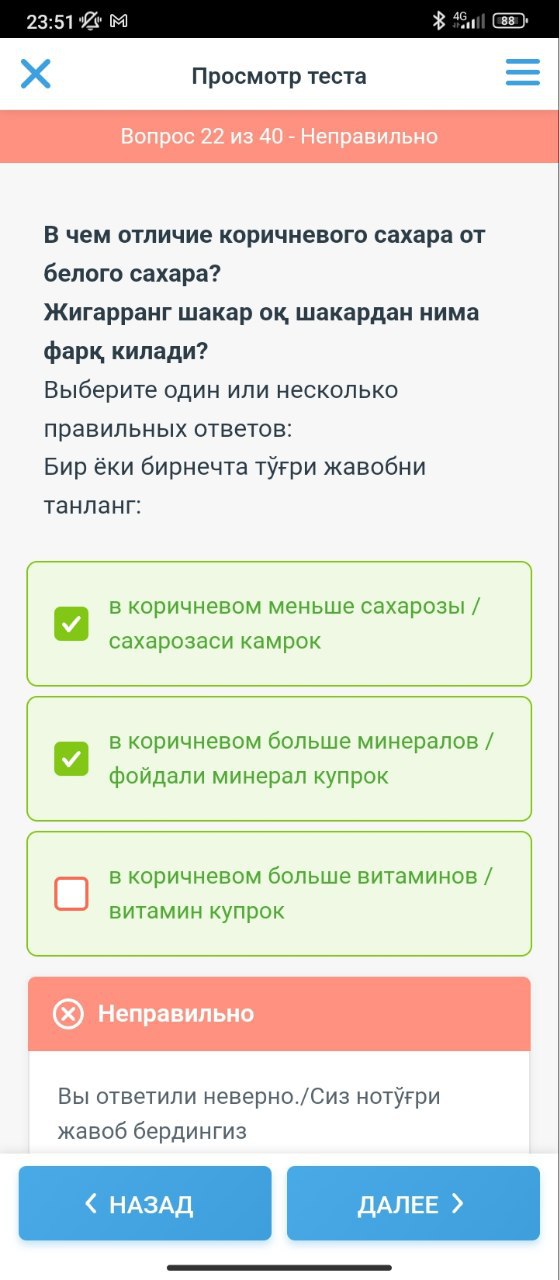 23:51
4G
88
Просмотр теста
Вопрос 22 из 40 - Неправильно
В чем отличие коричневого сахара от
белого сахара?
Жигарранг шакар оқ шакардан нима
фарқ килади?
Выберите один или несколько
правильных ответов:
Бир ёки бирнечта тўғри жавобни
танланг:
в коричневом меньше сахарозы /
сахарозаси камрок
в коричневом больше минералов /
фойдали минерал купрок
в коричневом больше витаминов /
витамин купрок
Неправильно
Вы ответили неверно./Сиз нотўғри
жавоб бердингиз
НАЗАД
ДАЛЕЕ